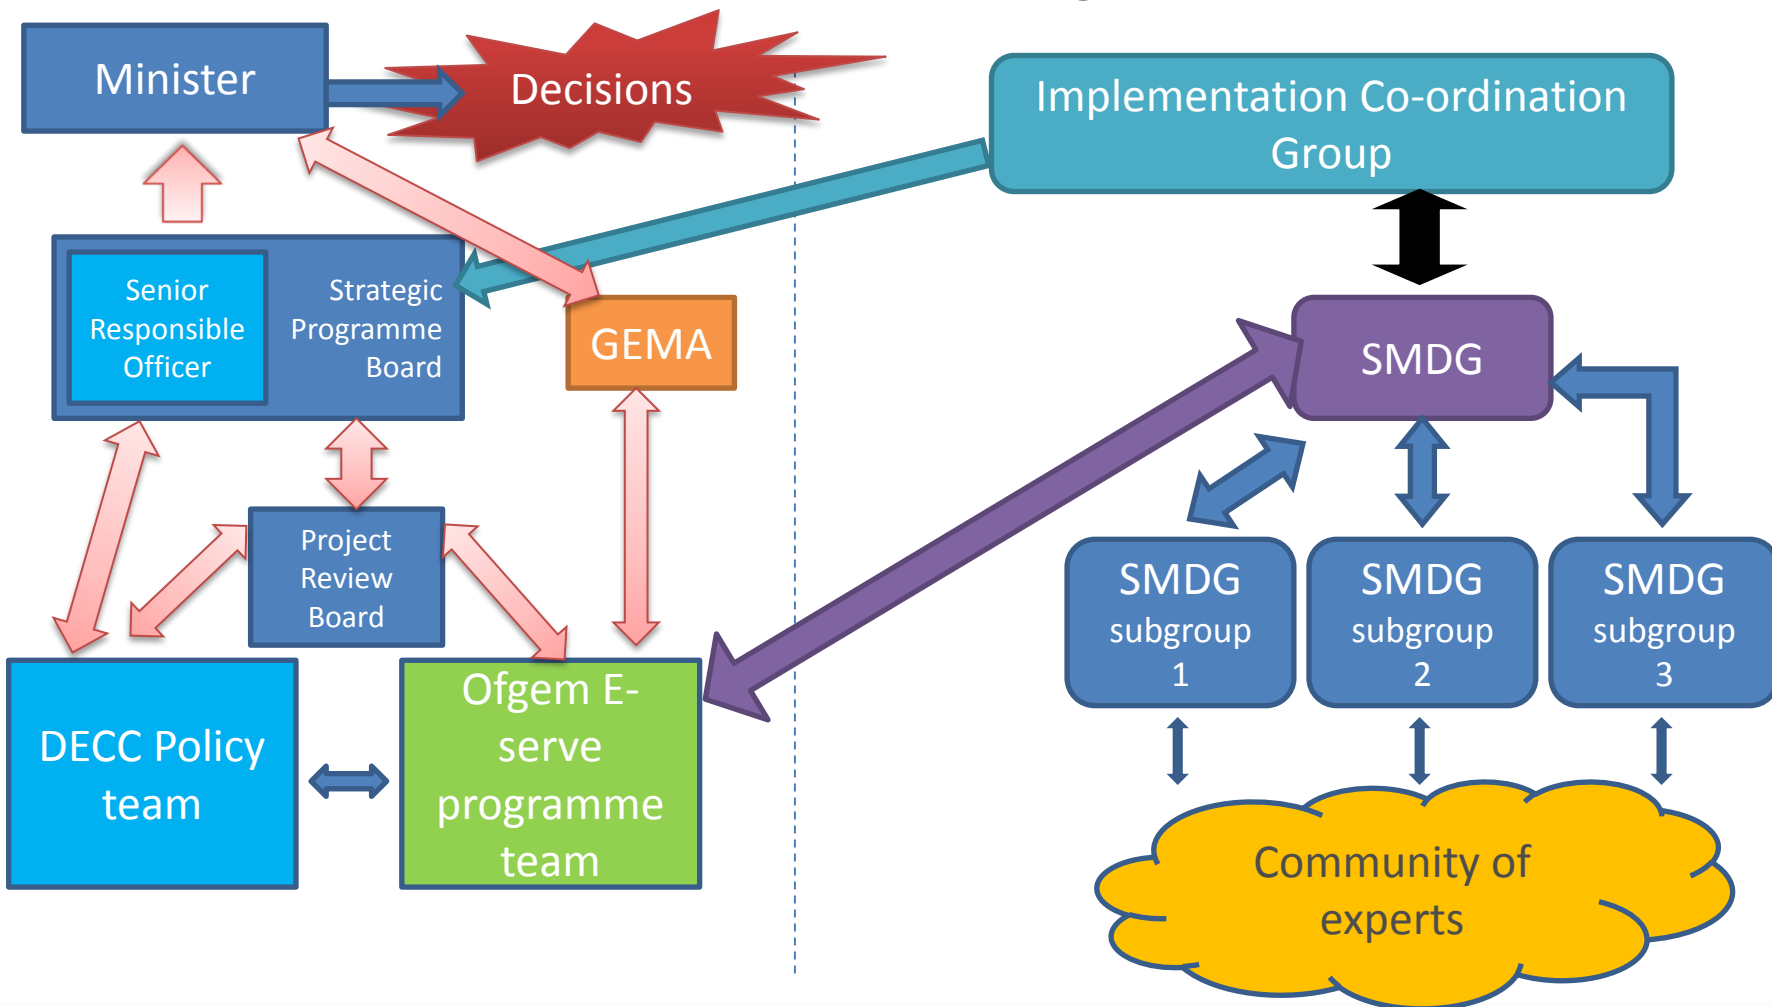 Minister
Decisions
Implementation Co-ordination
Group
Senior
Responsible
Officer
Strategic
Programme
Board
GEMA
SMDG
Project
Review
Board
SMDG
subgroup
1
SMDG
subgroup
2
SMDG
subgroup
3
DECC Policy
team
Ofgem E-
serve
programme
team
Community of
experts